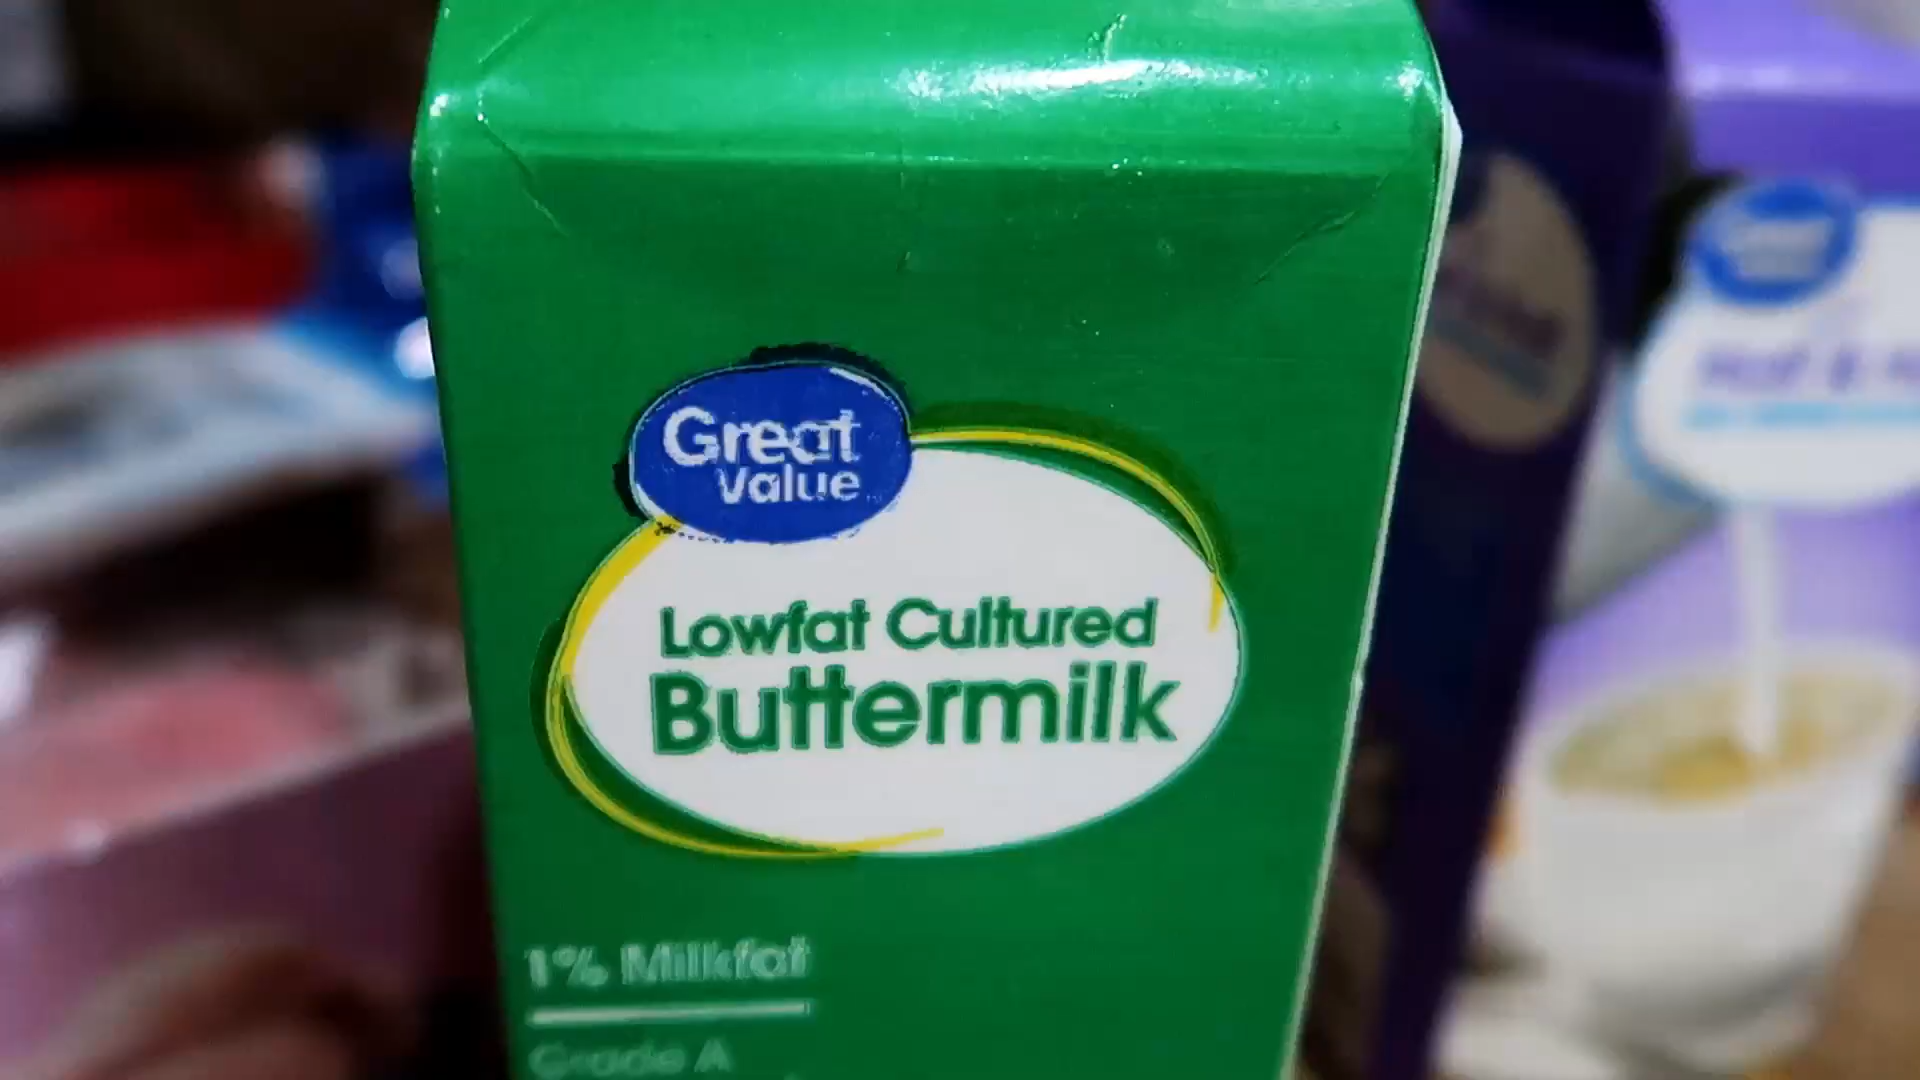 Great
Value
Lowfat Cultured
Buttermilk
1% Milkfat
Grade A